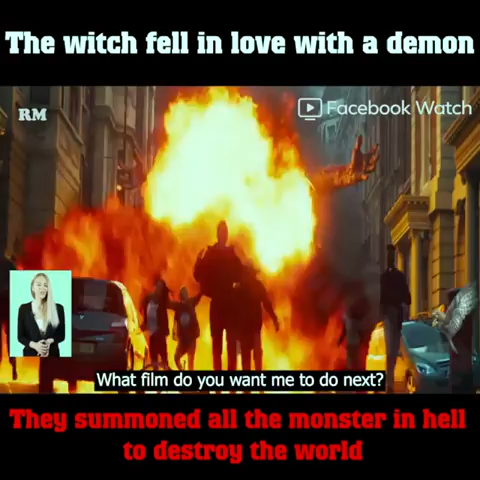 The witch fell in love with a demon
RM
Facebook Watch
What film do you want me to do next?
They summoned all the monster in hell
to destroy the world